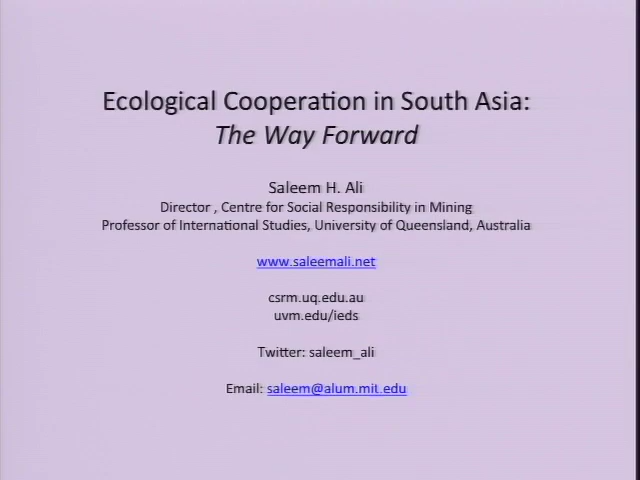 Ecological Cooperation in South Asia:
The Way Forward
Saleem H. Ali
Director , Centre for Social Responsibility in Mining
Professor of International Studies, University of Queensland, Australia
www.saleemali.net
csrm.uq.edu.au
uvm.edu/ieds
Twitter: saleem_ali
Email: saleem@alum.mit.edu